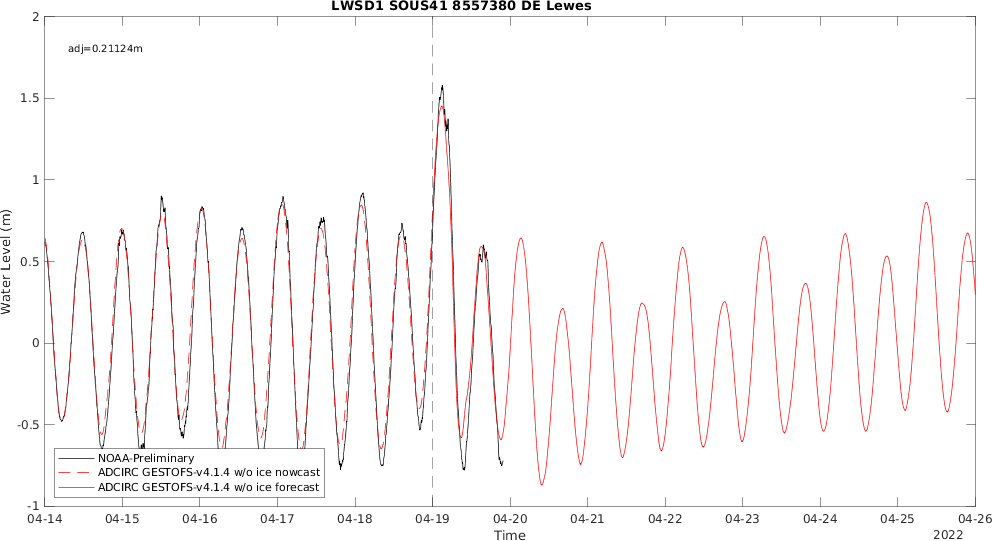 LWSD1 SOUS41 8557380 DE Lewes
adj=0.21124m
Water Level (m)
2
1.5
1
0.5
0
-0.5
-1
NOAA-Preliminary
ADCIRC GESTOFS-v4.1.4 w/o ice nowcast
ADCIRC GESTOFS-v4.1.4 w/o ice forecast
04-14 04-15 04-16 04-17 04-18 04-19 04-20 04-21 04-22 04-23 04-24 04-25 04-26
Time
2022